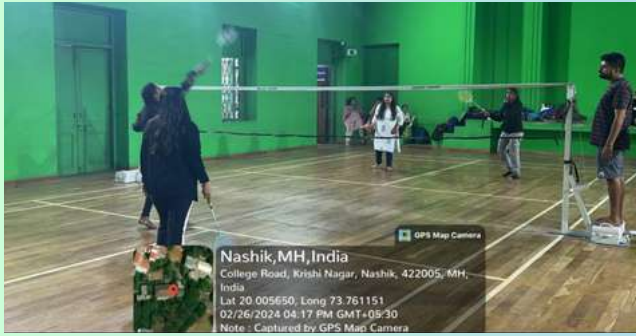 GPS Map Camera
Nashik,MH,India
College Road, Krishi Nagar, Nashik, 422005, MH,
India
Lat 20.005650, Long 73.761151
02/26/2024 04:17 PM GMT+05:30
Note : Captured by GPS Map Camera